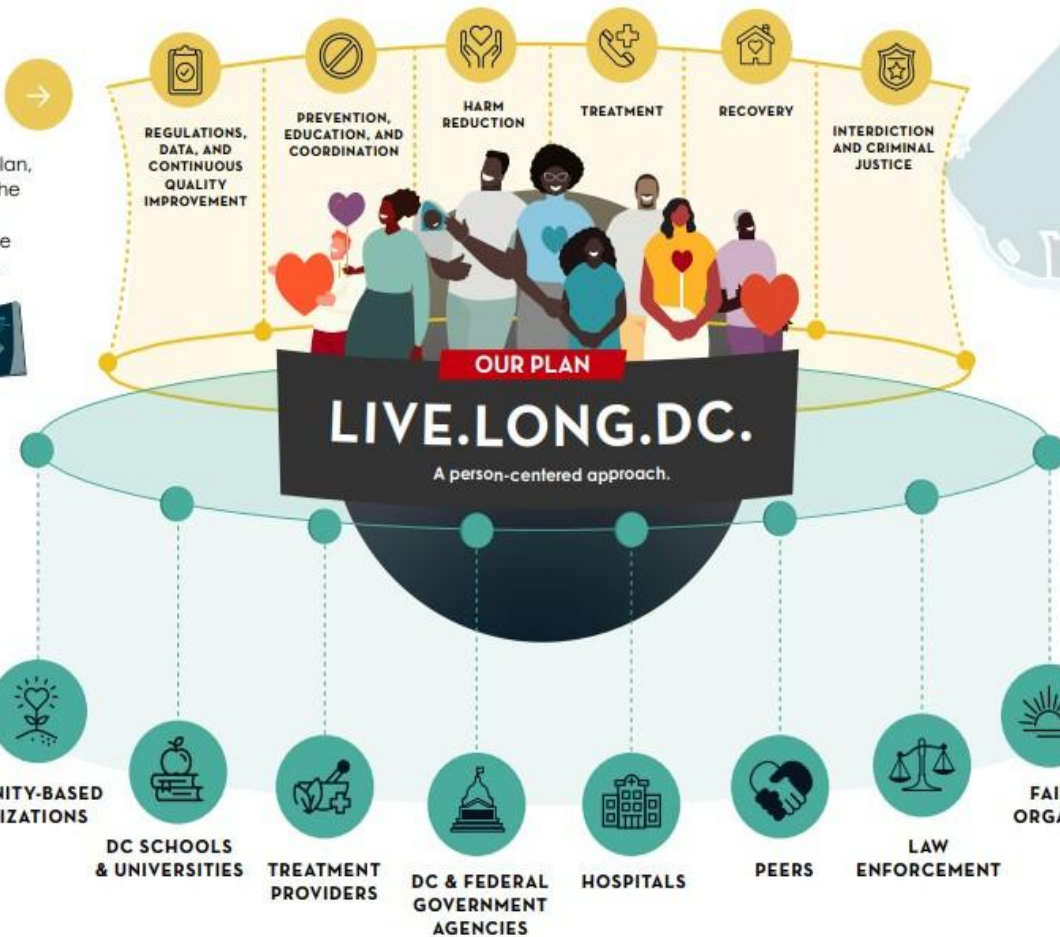 REGULATIONS,
DATA, AND
CONTINUOUS
QUALITY
IMPROVEMENT
PREVENTION,
EDUCATION, AND
COORDINATION
HARM
REDUCTION
TREATMENT
RECOVERY
INTERDICTION
AND CRIMINAL
JUSTICE
OUR PLAN
LIVE.LONG.DC.
A person-centered approach.
DC SCHOOLS
& UNIVERSITIES
TREATMENT
PROVIDERS
DC & FEDERAL
GOVERNMENT
AGENCIES
HOSPITALS
PEERS
LAW
ENFORCEMENT